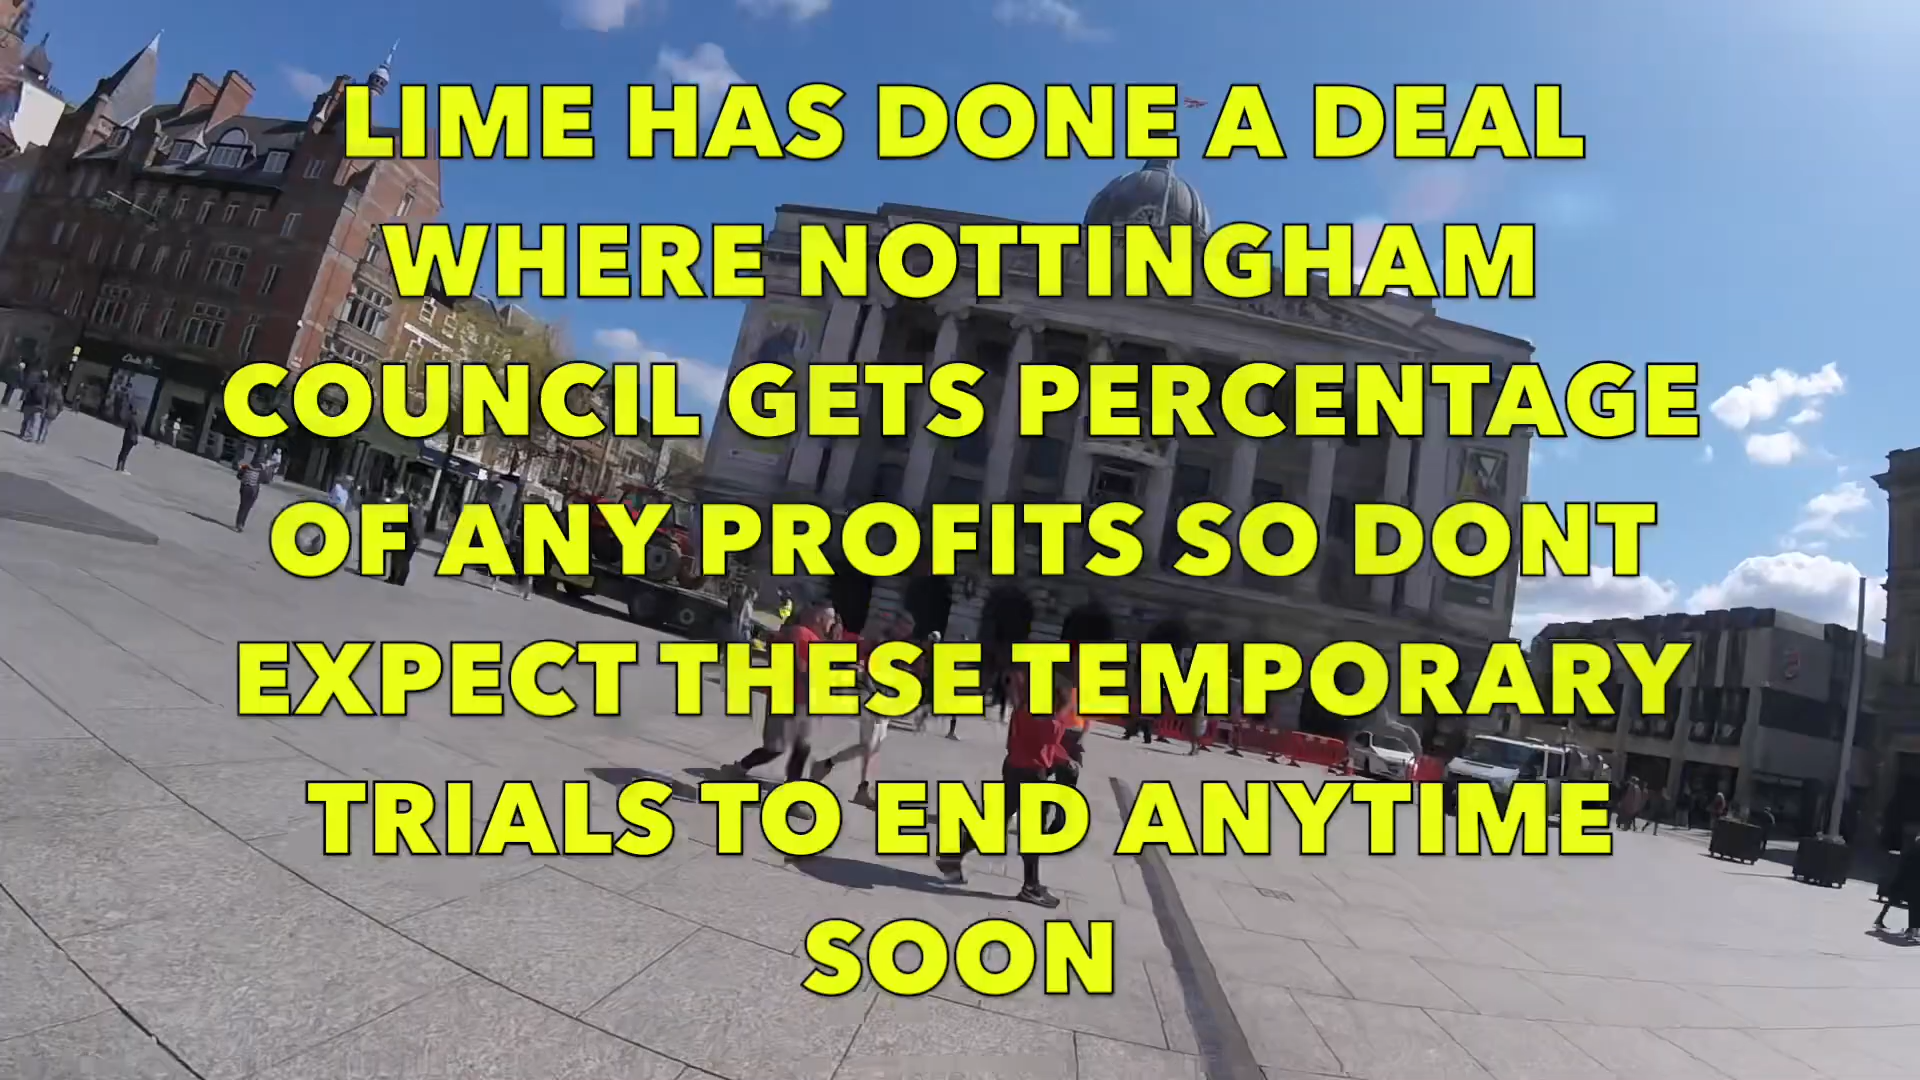 LIME HAS DONE A DEAL
WHERE NOTTINGHAM
COUNCIL GETS PERCENTAGE
OF ANY PROFITS SO DONT
EXPECT THESE TEMPORARY
TRIALS TO END ANYTIME
SOON